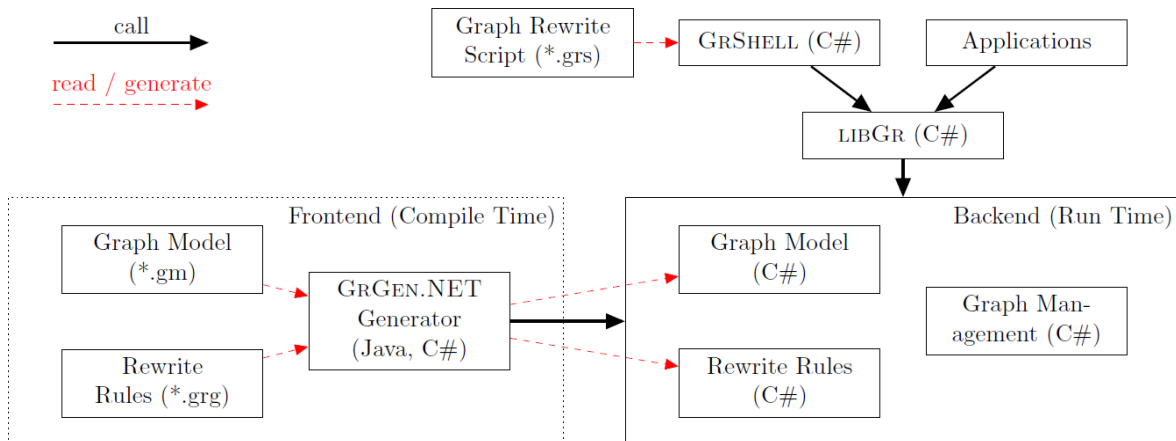 call
read / generate
Graph Rewrite
Script (*.grs)
GRSHELL (C#)
Applications
LIBGR (C#)
Frontend (Compile Time)
Graph Model
(*.gm)
GRGEN.NET
Generator
(Java, C#)
Rewrite
Rules (*.grg)
Backend (Run Time)
Graph Model
(C#)
Graph Man-
agement (C#)
Rewrite Rules
(C#)